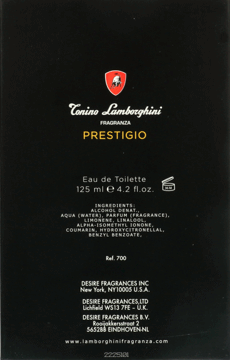 Tonino Lamborghini
FRAGRANZA
PRESTIGIO
Eau de Toilette
125 ml ℮ 4.2 fl.oz.
INGREDIENTS:
ALCOHOL DENAT.,
AQUA (WATER), PARFUM (FRAGRANCE),
LIMONENE, LINALOOL,
ALPHA-ISOMETHYL IONONE,
COUMARIN, HYDROXYCITRONELLAL,
BENZYL BENZOATE,
Ref. 700
DESIRE FRAGRANCES INC
New York, NY10005 U.S.A.
DESIRE FRAGRANCES,LTD
Lichfield WS13 7FE – U.K.
DESIRE FRAGRANCES B.V.
Rooijakkersstraat 2
5652BB EINDHOVEN-NL
www.lamborghinifragranza.com